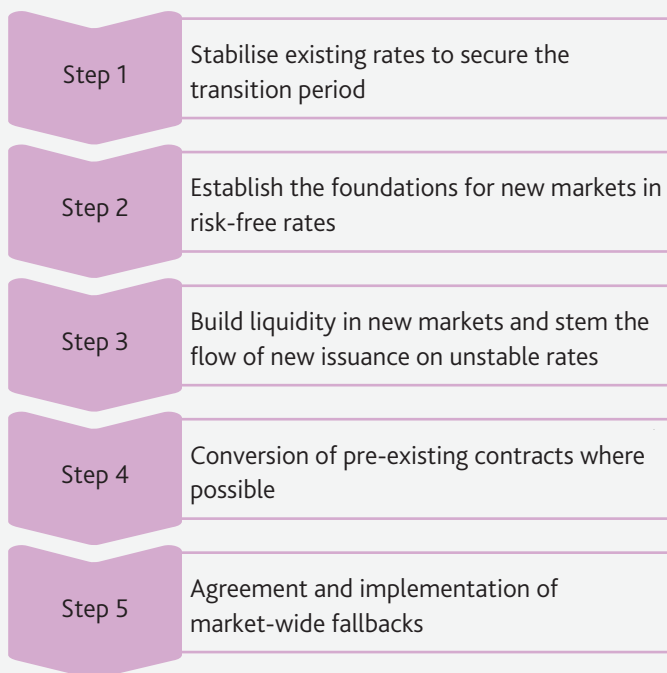 Step 1
Stabilise existing rates to secure the
transition period
Step 2
Establish the foundations for new markets in
risk-free rates
Step 3
Build liquidity in new markets and stem the
flow of new issuance on unstable rates
Step 4
Conversion of pre-existing contracts where
possible
Step 5
Agreement and implementation of
market-wide fallbacks